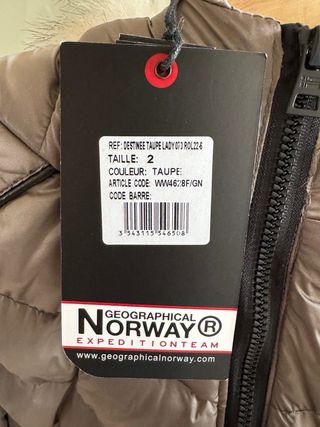 REF: DESTINEE TAUPE LADY 073 ROL22-6
TAILLE: 2
COULEUR: TAUPE
ARTICLE CODE: WW4628F/GN
CODE BARRE:
3 543115 546508
GEOGRAPHICAL
NORWAY®
EXPEDITIONTEAM
www.geographicalnorway.com